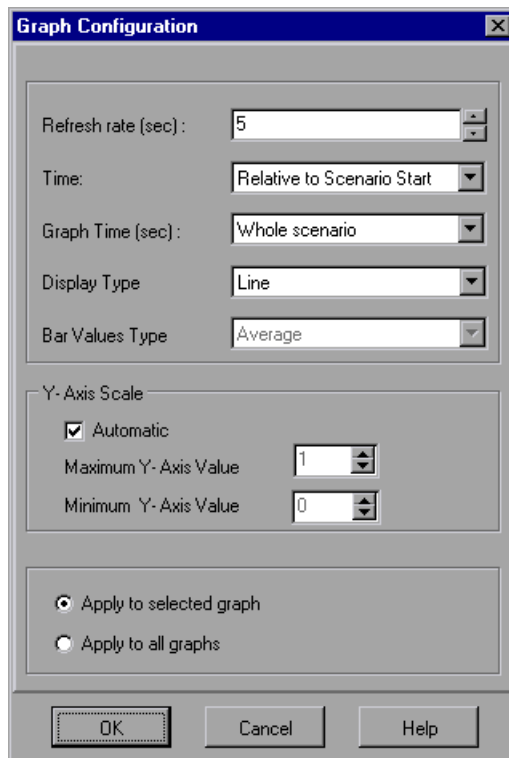 Graph Configuration
Refresh rate (sec) : 5
Time: Relative to Scenario Start
Graph Time (sec) : Whole scenario
Display Type Line
Bar Values Type Average
Y- Axis Scale
Automatic
Maximum Y- Axis Value 1
Minimum Y- Axis Value 0
Apply to selected graph
Apply to all graphs
OK Cancel Help